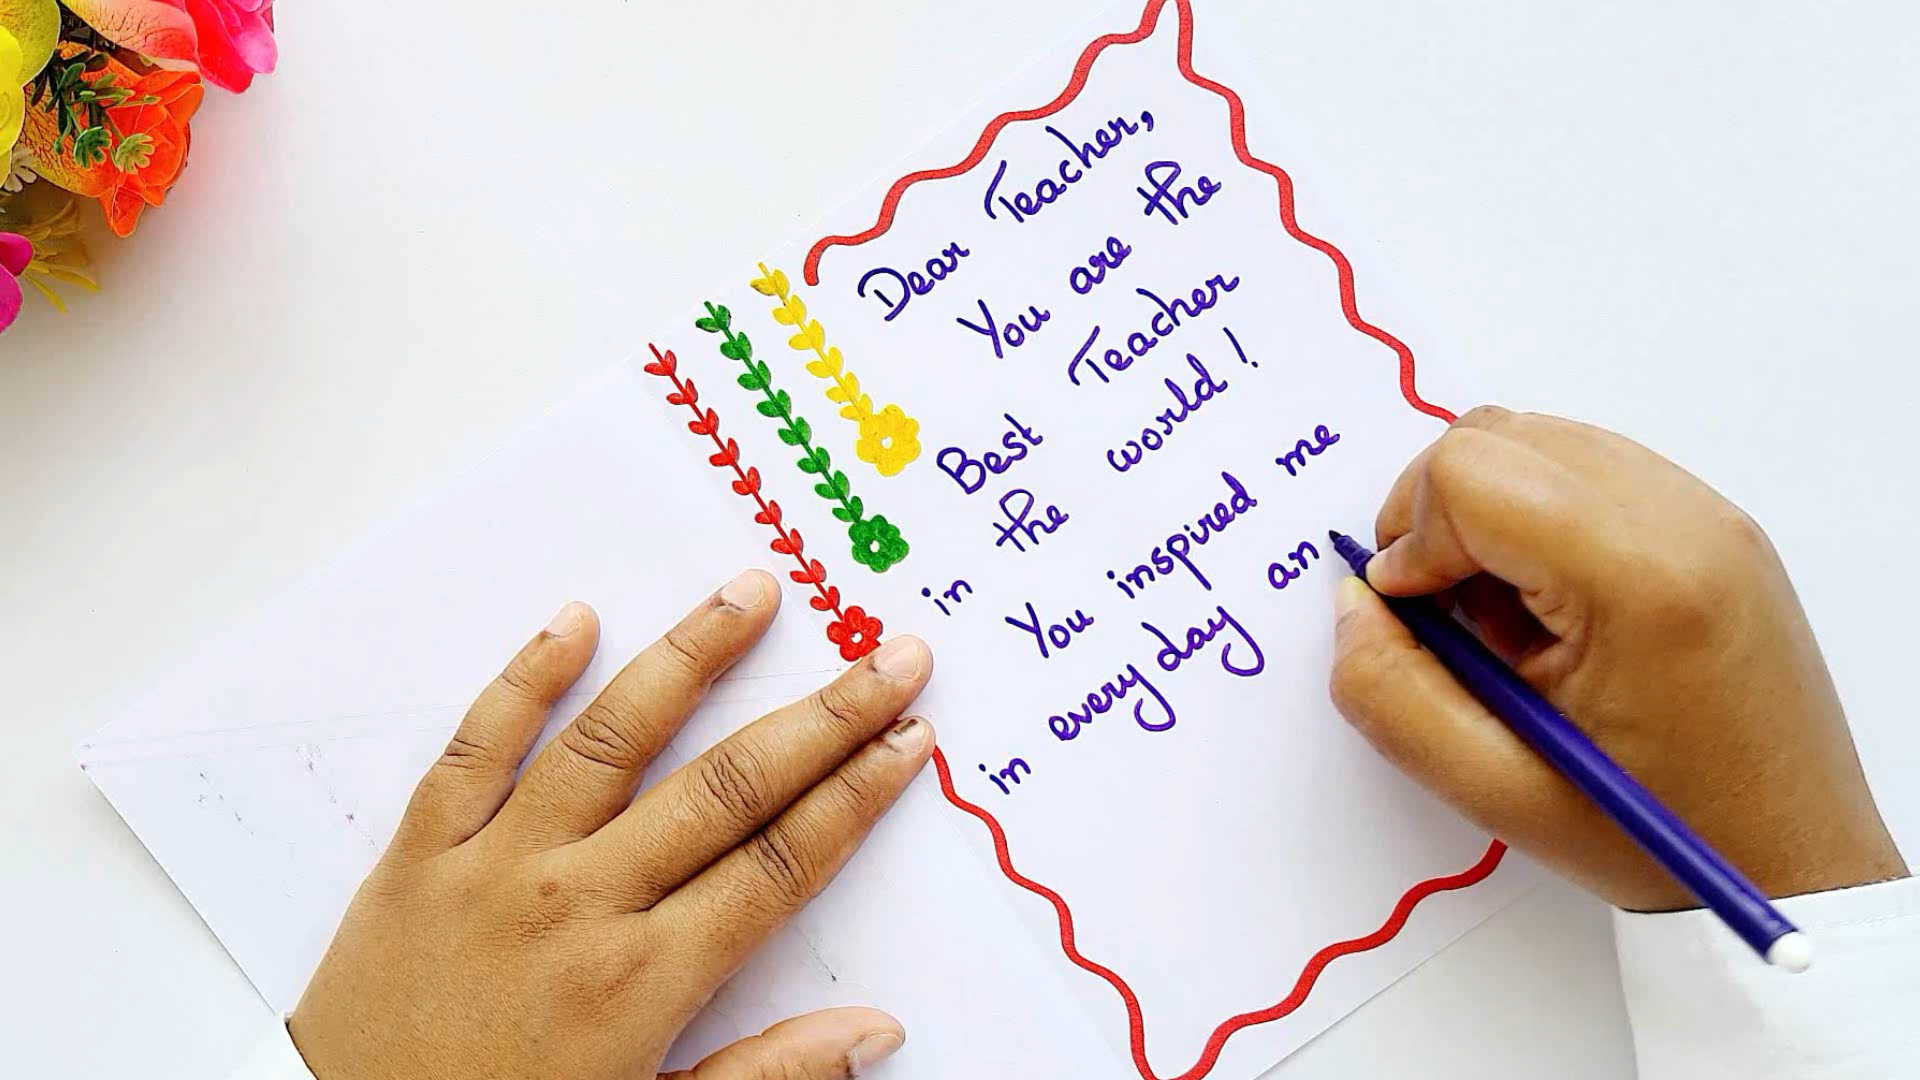 Dear Teacher,
You are the
Best Teacher
in the world!
You inspired me
in everyday an